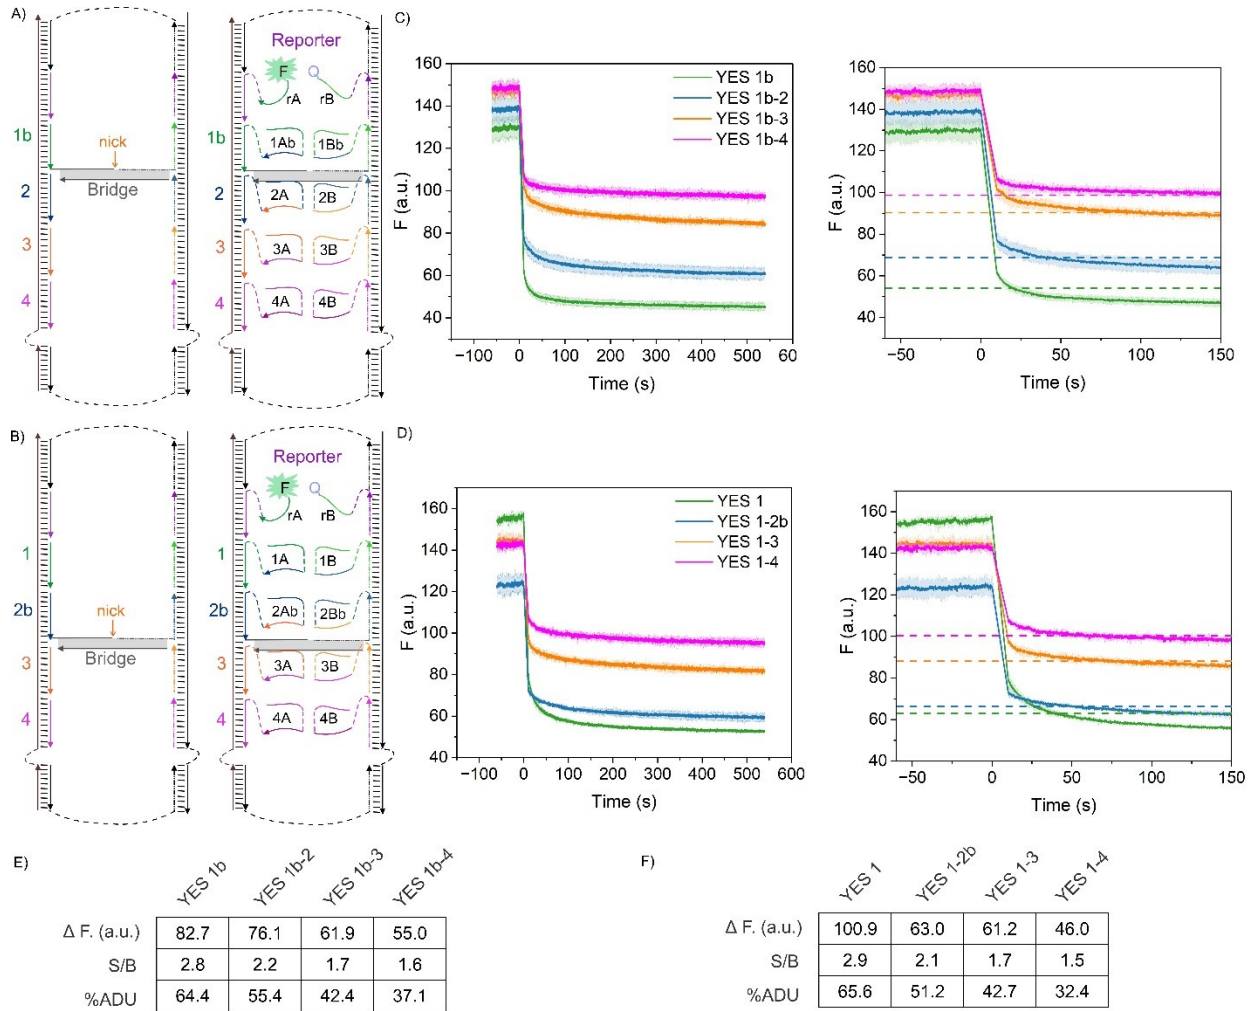 A)
1b
2
3
4
nick
Bridge
Reporter
F
Q
rA
rB
1b
1Ab
1Bb
2
2A
2B
3
3A
3B
4
4A
4B
C)
F (a.u.)
160
140
120
100
80
60
40
−100
0
100
200
300
400
500
60
Time (s)
YES 1b
YES 1b-2
YES 1b-3
YES 1b-4
F (a.u.)
160
140
120
100
80
60
40
−50
0
50
100
150
Time (s)
B)
1
2b
3
4
nick
Bridge
Reporter
F
Q
rA
rB
1
1A
1B
2b
2Ab
2Bb
3
3A
3B
4
4A
4B
D)
F (a.u.)
160
140
120
100
80
60
40
−100
0
100
200
300
400
500
600
Time (s)
YES 1
YES 1-2b
YES 1-3
YES 1-4
F (a.u.)
160
140
120
100
80
60
40
−50
0
50
100
150
Time (s)
E)
YES 1b YES 1b-2 YES 1b-3 YES 1b-4
Δ F. (a.u.) 82.7 76.1 61.9 55.0
S/B 2.8 2.2 1.7 1.6
%ADU 64.4 55.4 42.4 37.1
F)
YES 1 YES 1-2b YES 1-3 YES 1-4
Δ F. (a.u.) 100.9 63.0 61.2 46.0
S/B 2.9 2.1 1.7 1.5
%ADU 65.6 51.2 42.7 32.4